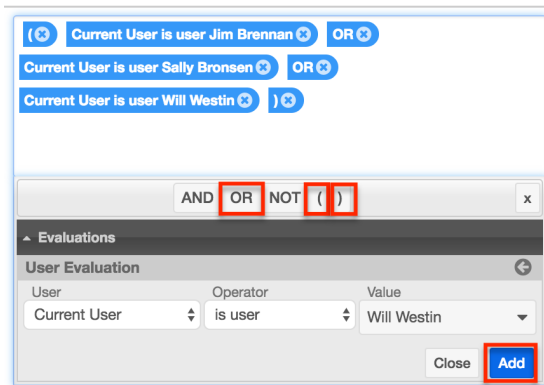 ( Current User is user Jim Brennan OR
Current User is user Sally Bronsen OR
Current User is user Will Westin )
AND OR NOT ( ) x
Evaluations
User Evaluation
User Operator Value
Current User is user Will Westin
Close Add